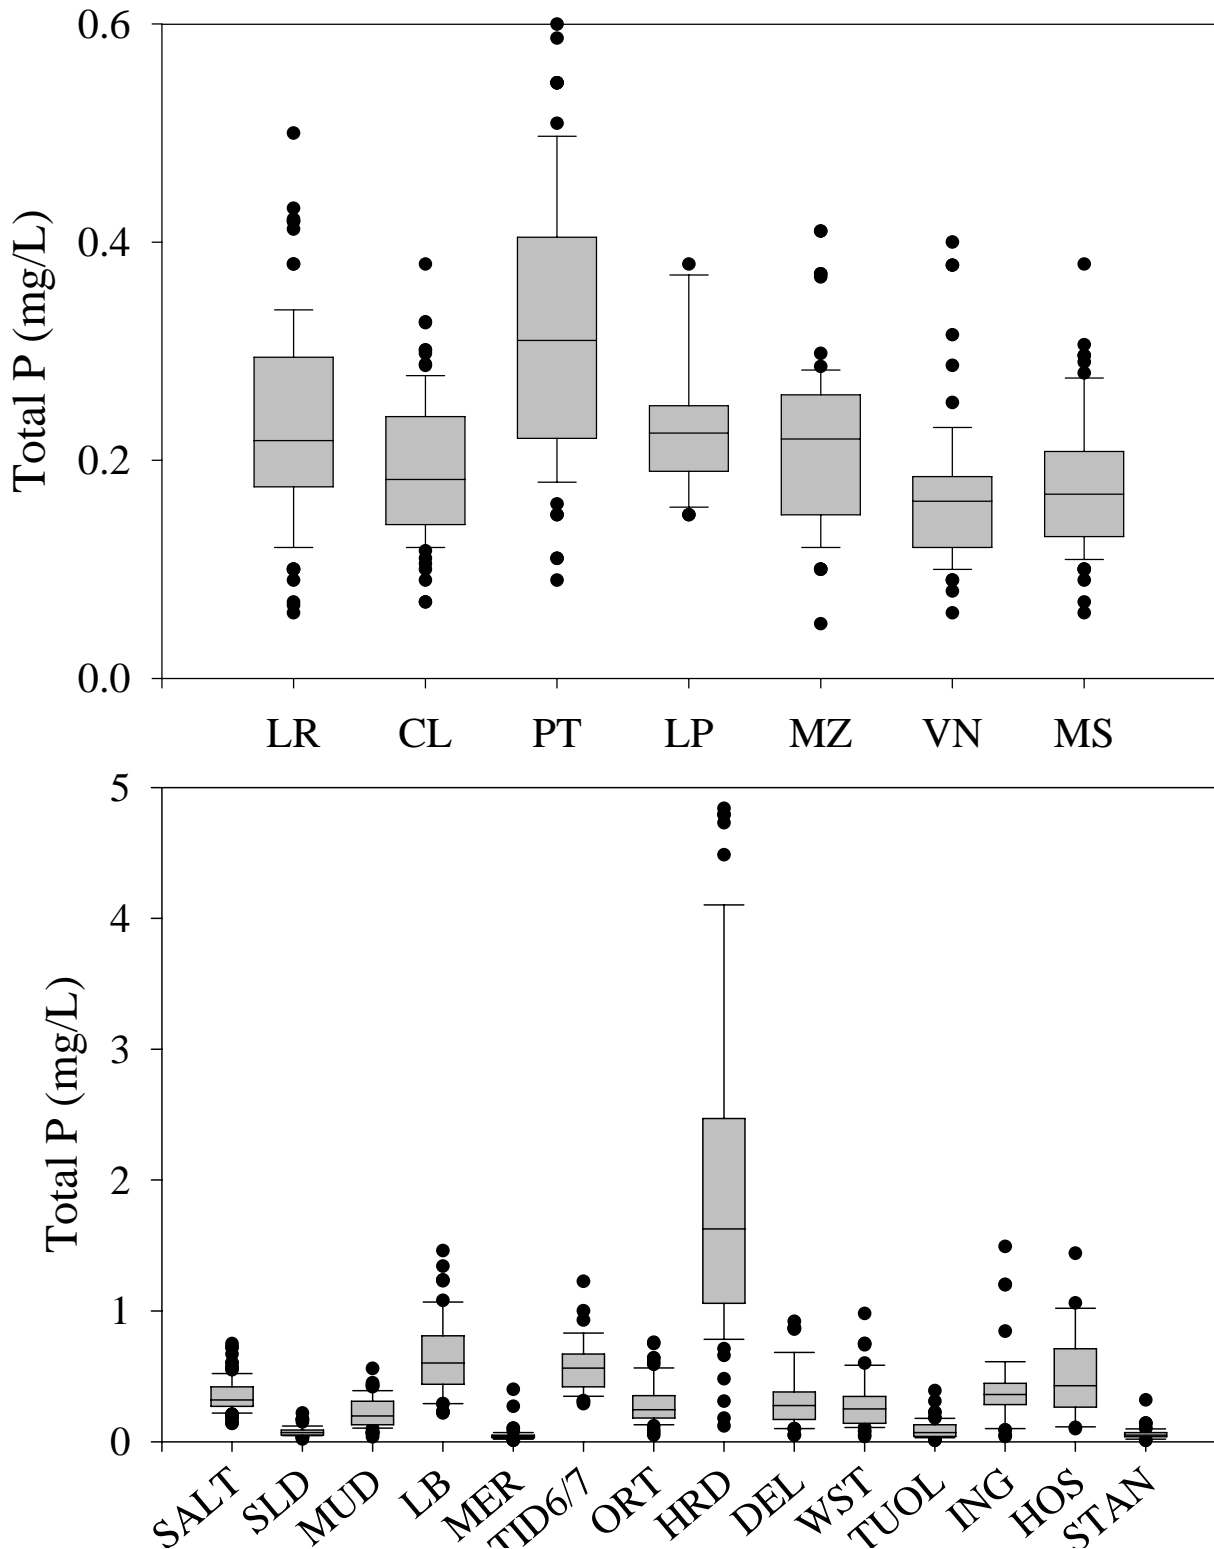 Total P (mg/L)
0.6
0.4
0.2
0.0
LR CL PT LP MZ VN MS
Total P (mg/L)
5
4
3
2
1
0
SALT SLD MUD LB MER TID6/7 ORT HRD DEL WST TUOL ING HOS STAN